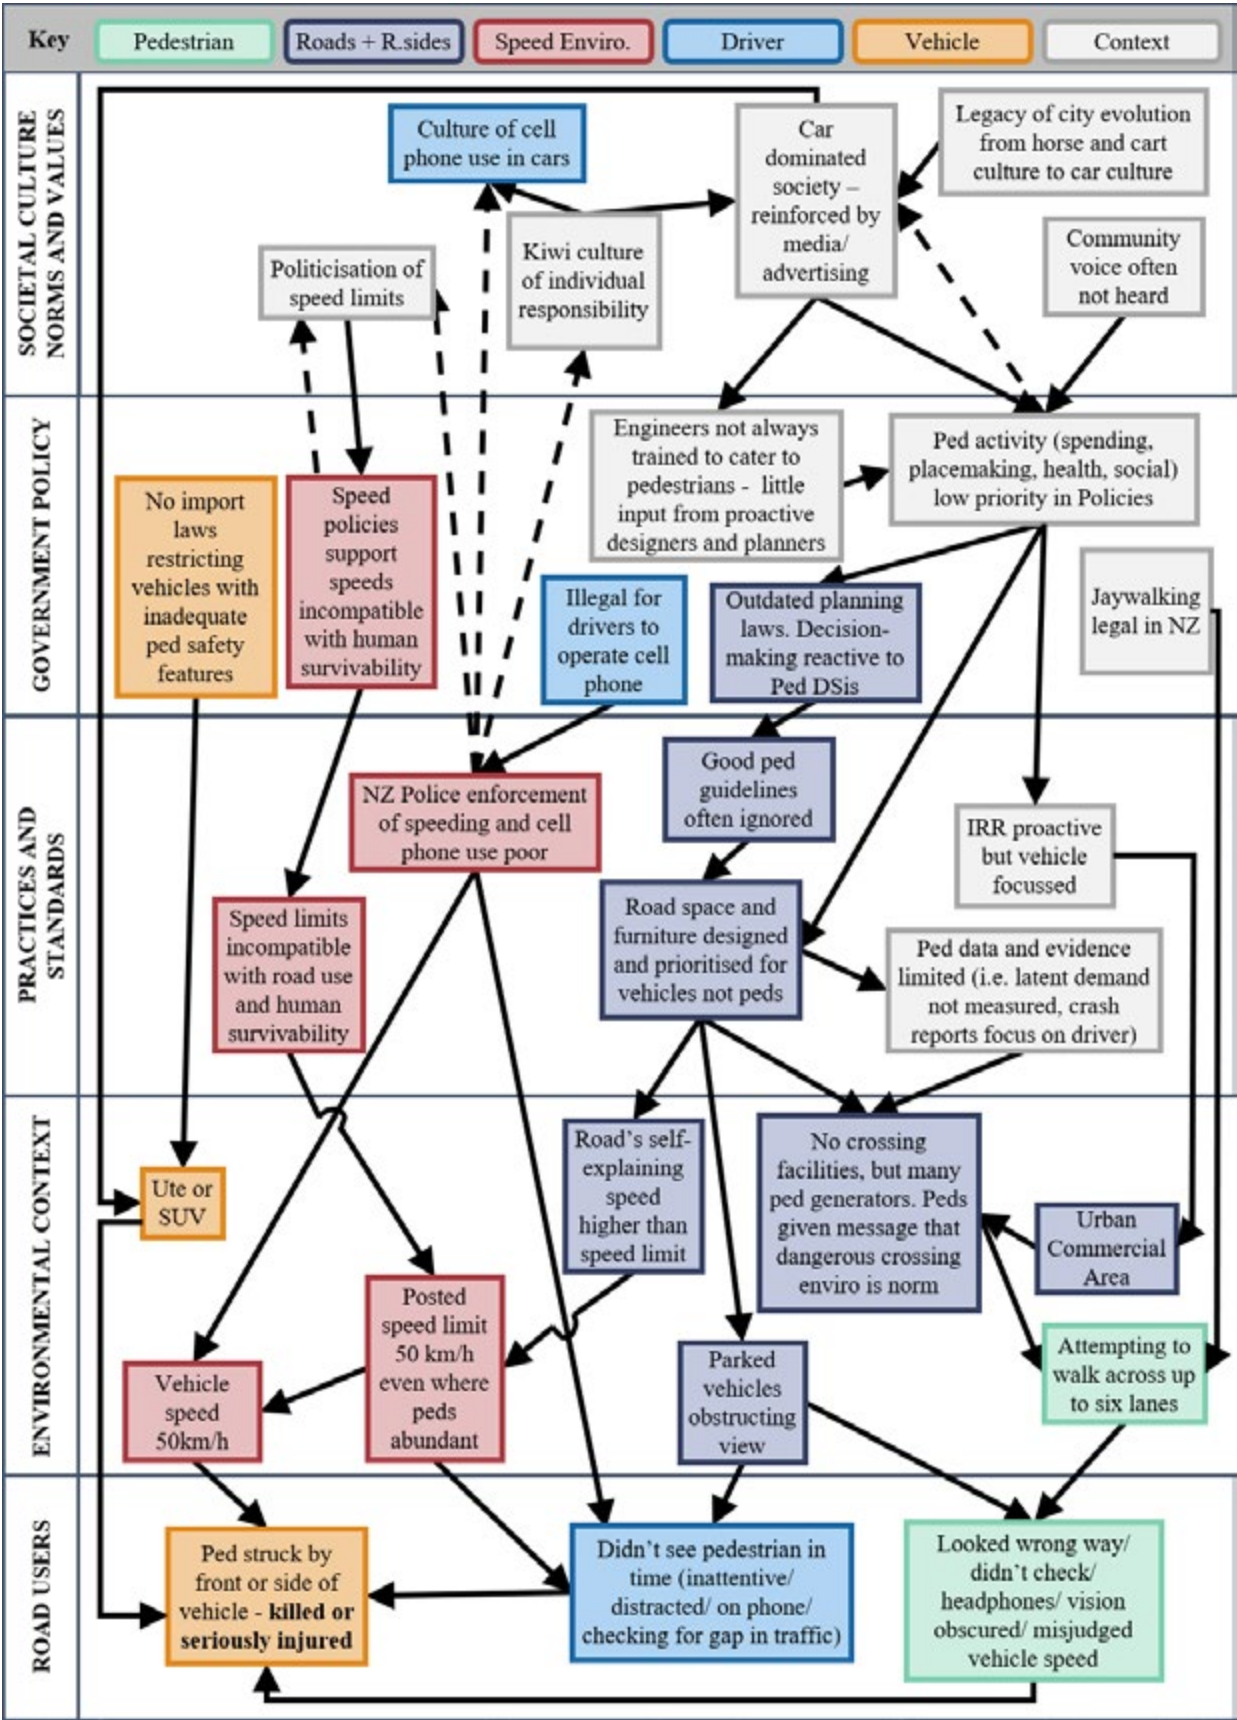 Key
Pedestrian
Roads + R.sides
Speed Enviro.
Driver
Vehicle
Context
SOCIETAL CULTURE
NORMS AND VALUES
Culture of cell
phone use in cars
Car
dominated
society –
reinforced by
media/
advertising
Legacy of city evolution
from horse and cart
culture to car culture
Politicisation of
speed limits
Kiwi culture
of individual
responsibility
Community
voice often
not heard
GOVERNMENT POLICY
No import
laws
restricting
vehicles with
inadequate
ped safety
features
Speed
policies
support
speeds
incompatible
with human
survivability
Engineers not always
trained to cater to
pedestrians - little
input from proactive
designers and planners
Ped activity (spending,
placemaking, health, social)
low priority in Policies
Illegal for
drivers to
operate cell
phone
Outdated planning
laws. Decision-
making reactive to
Ped DSis
Jaywalking
legal in NZ
PRACTICES AND
STANDARDS
NZ Police enforcement
of speeding and cell
phone use poor
Good ped
guidelines
often ignored
IRR proactive
but vehicle
focussed
Speed limits
incompatible
with road use
and human
survivability
Road space and
furniture designed
and prioritised for
vehicles not peds
Ped data and evidence
limited (i.e. latent demand
not measured, crash
reports focus on driver)
ENVIRONMENTAL CONTEXT
Ute or
SUV
Road’s self-
explaining
speed
higher than
speed limit
No crossing
facilities, but many
ped generators. Peds
given message that
dangerous crossing
enviro is norm
Urban
Commercial
Area
Vehicle
speed
50km/h
Posted
speed limit
50 km/h
even where
peds
abundant
Parked
vehicles
obstructing
view
Attempting to
walk across up
to six lanes
ROAD USERS
Ped struck by
front or side of
vehicle - killed or
seriously injured
Didn’t see pedestrian in
time (inattentive/
distracted/ on phone/
checking for gap in traffic)
Looked wrong way/
didn’t check/
headphones/ vision
obscured/ misjudged
vehicle speed